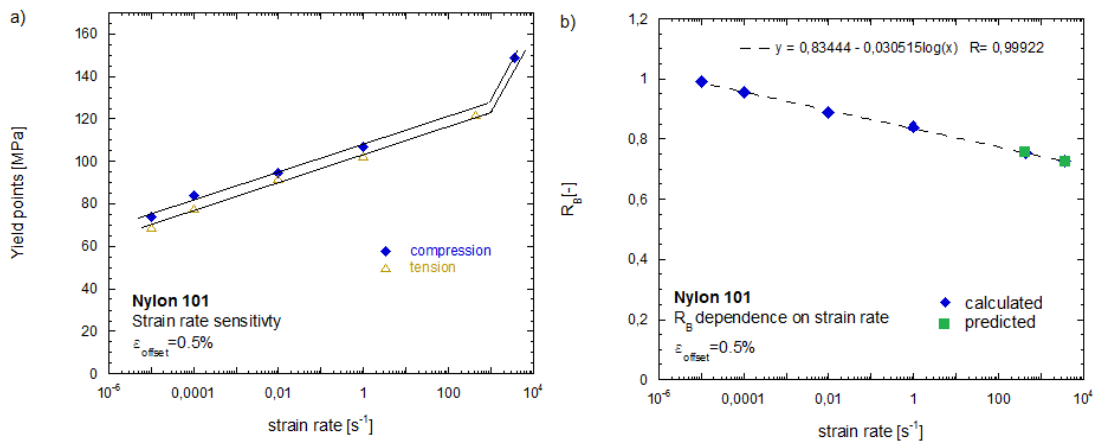 a)
160
140
120
100
80
60
40
20
0
Yield points [MPa]
compression
tension
Nylon 101
Strain rate sensitivty
εoffset=0.5%
10-6
0,0001
0,01
1
100
104
strain rate [s-1]
b)
1,2
1
0,8
0,6
0,4
0,2
0
RB[-]
y = 0,83444 - 0,030515log(x) R= 0,99922
calculated
predicted
Nylon 101
RB dependence on strain rate
εoffset=0.5%
10-6
0,0001
0,01
1
100
104
strain rate [s-1]